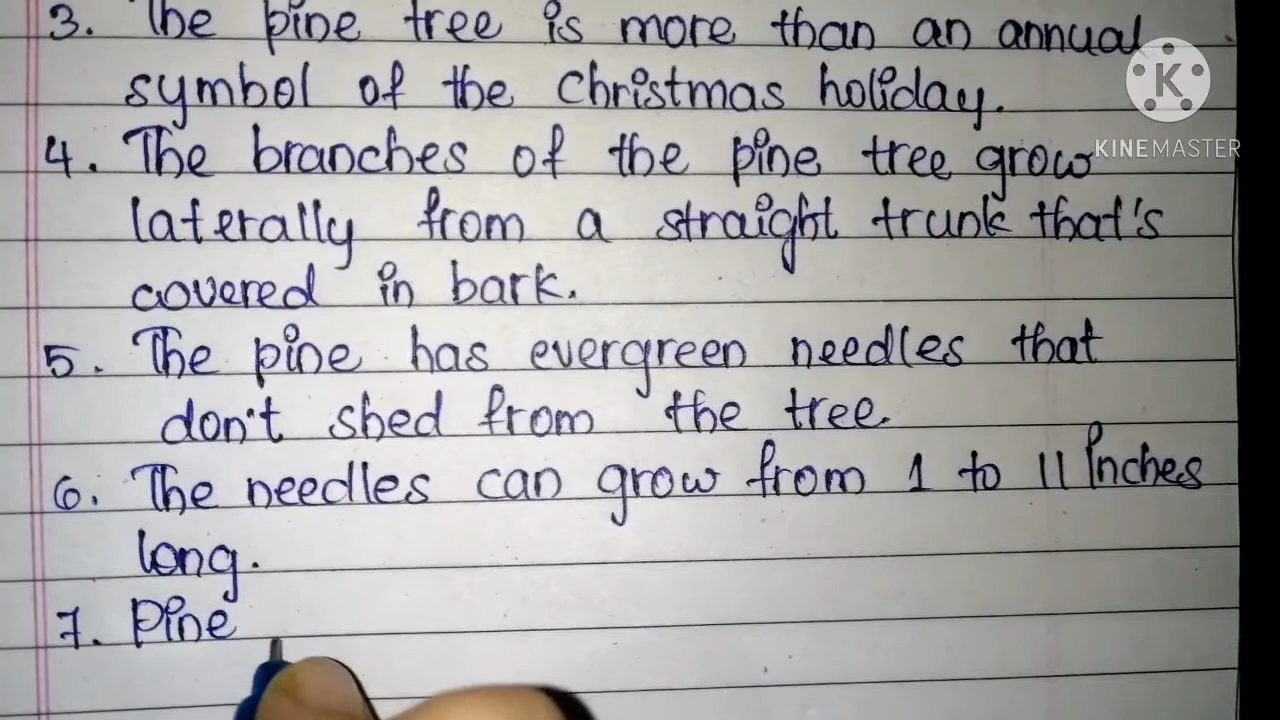 3. The pine tree is more than an annual
symbol of the Christmas holiday.
K
KINEMASTER
4. The branches of the pine tree grow
laterally from a straight trunk that's
covered in bark.
5. The pine has evergreen needles that
don't shed from the tree.
6. The needles can grow from 1 to 11 Inches
long.
7. Pine